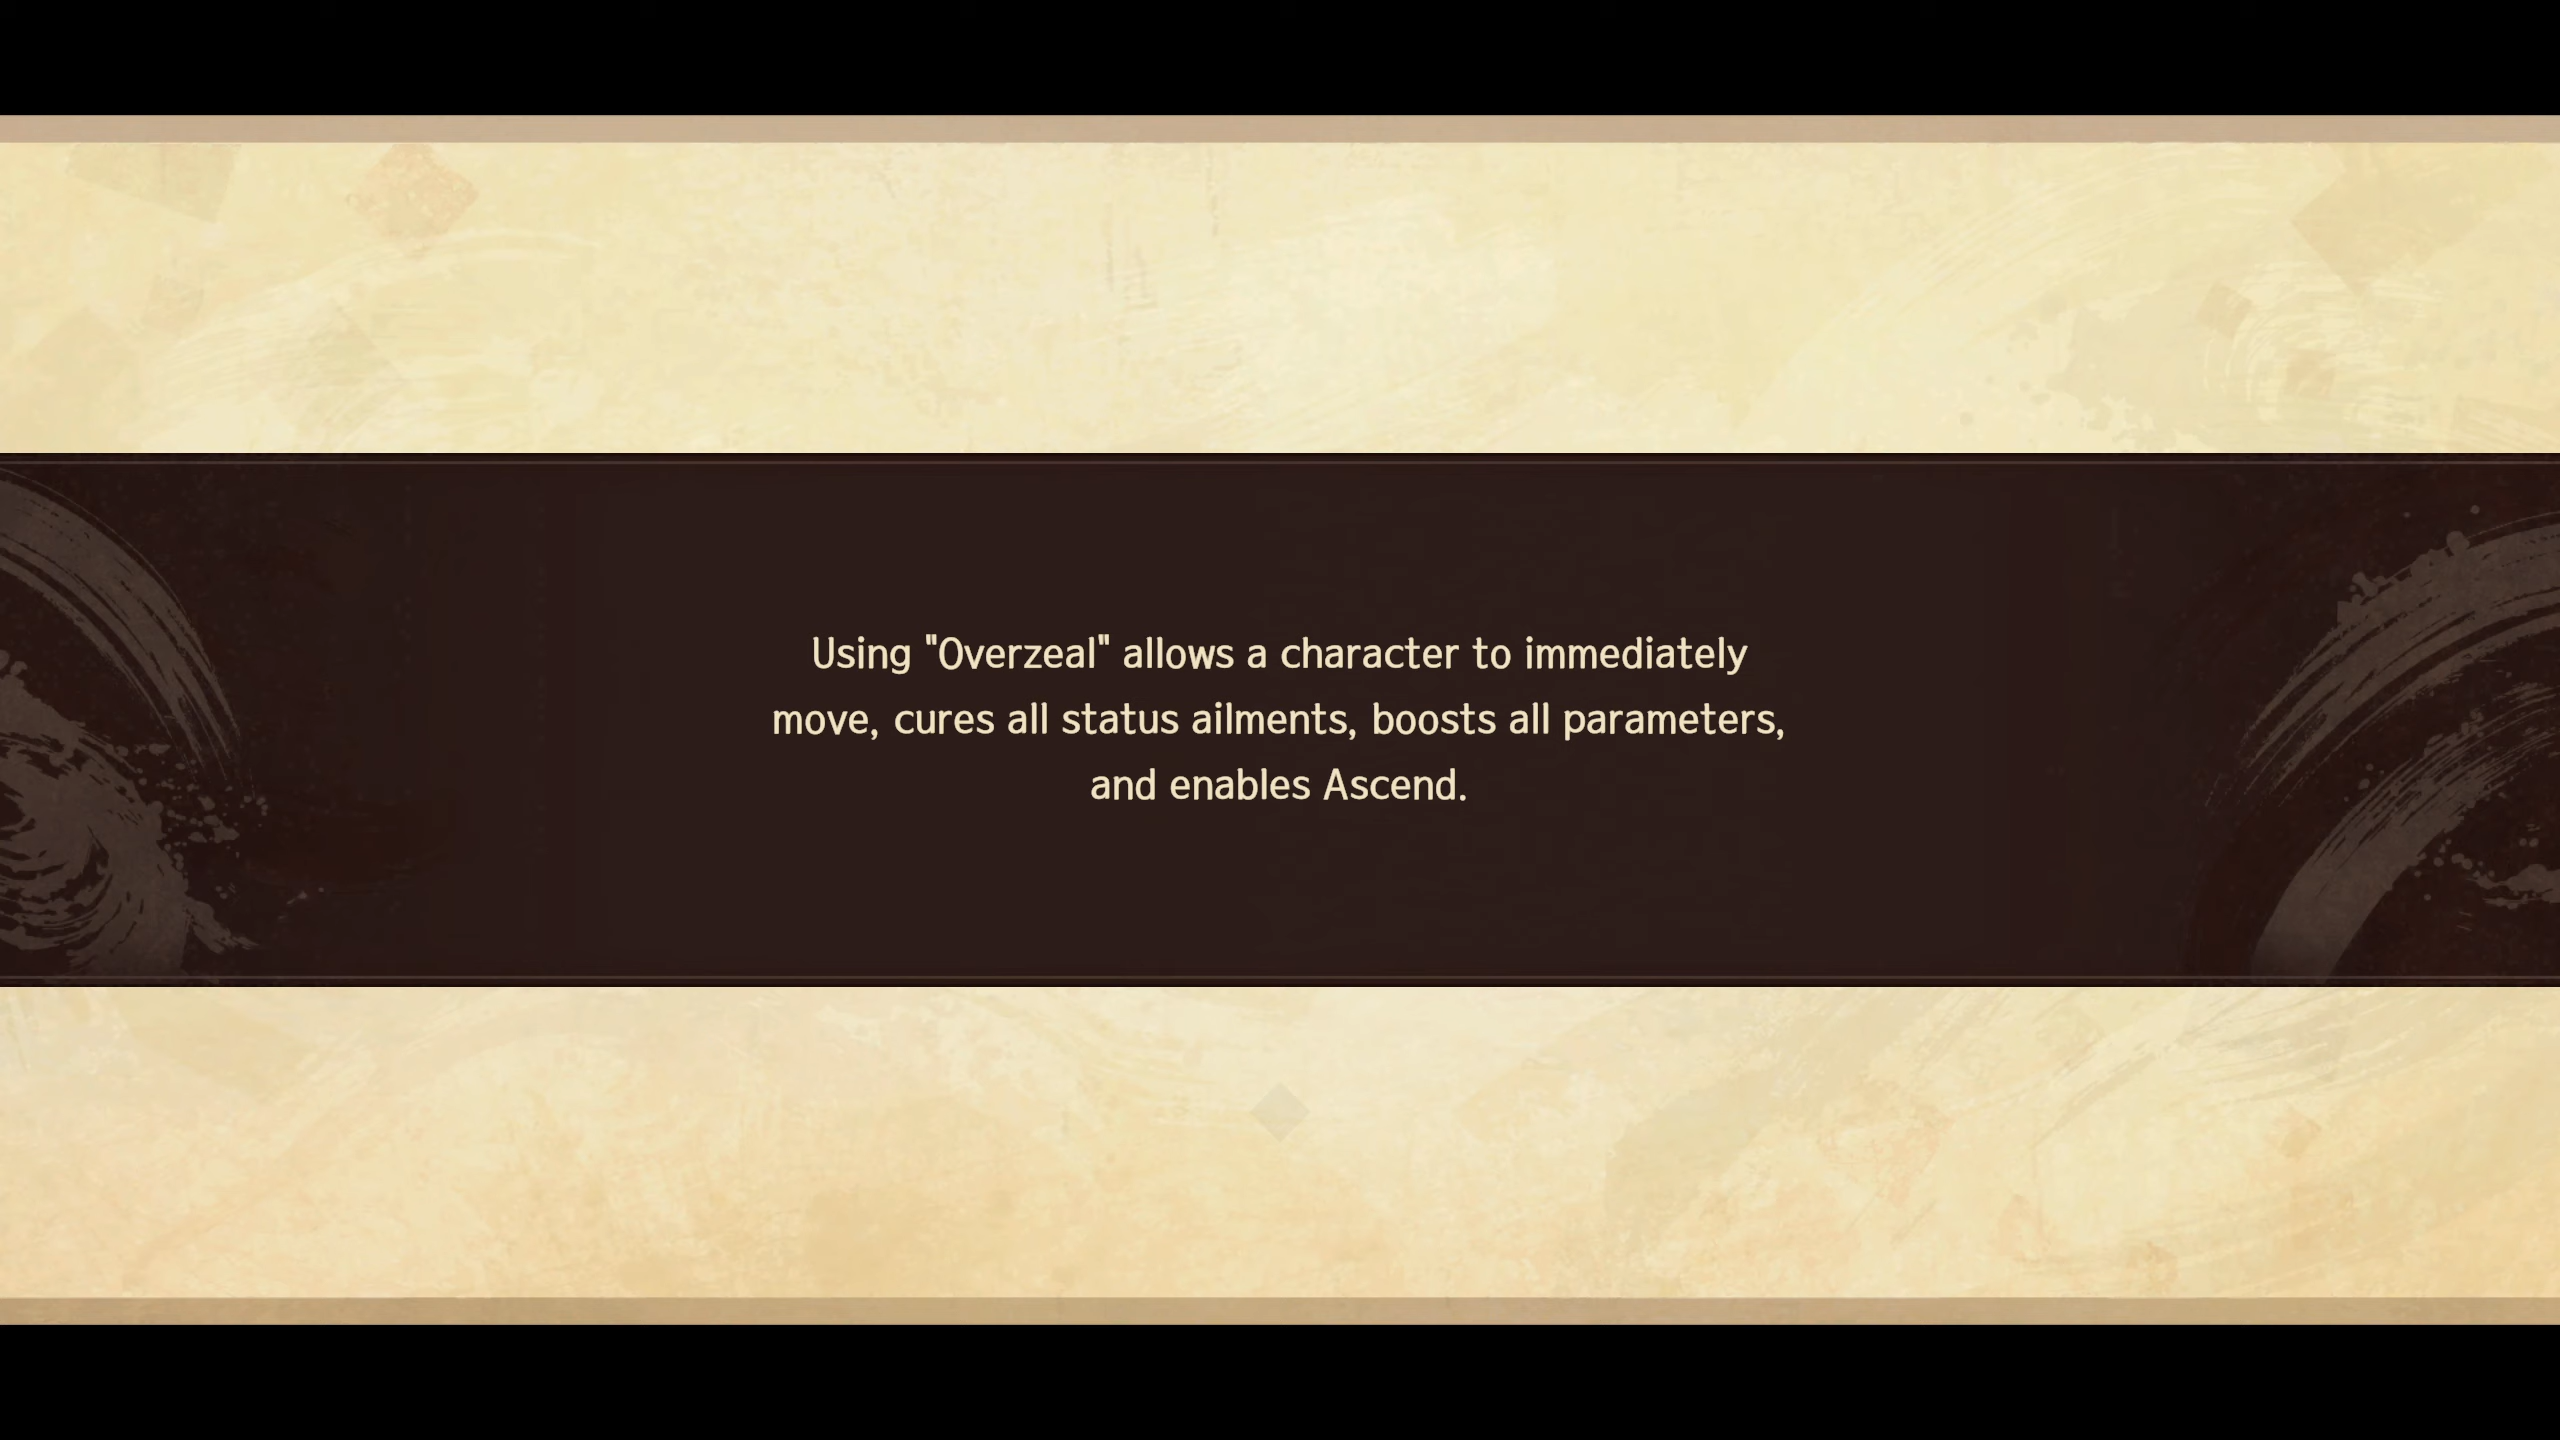 Using "Overzeal" allows a character to immediately
move, cures all status ailments, boosts all parameters,
and enables Ascend.